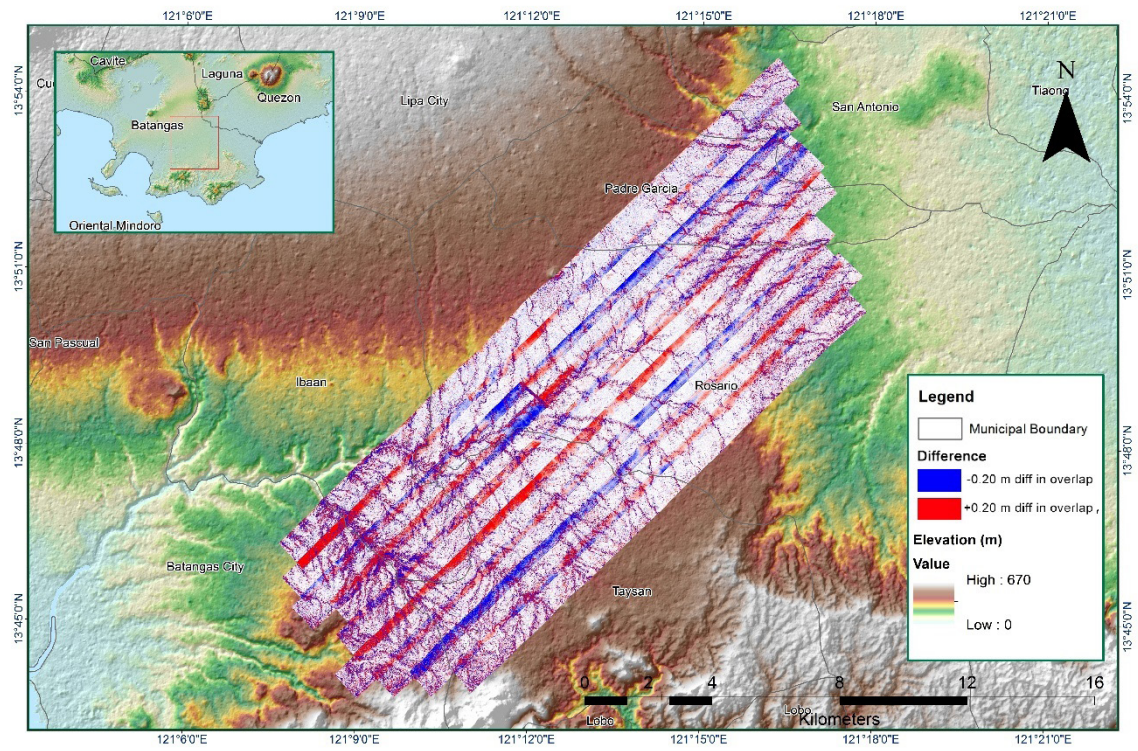 121°6'0"E 121°9'0"E 121°12'0"E 121°15'0"E 121°18'0"E 121°21'0"E
13°54'0"N
13°51'0"N
13°48'0"N
13°45'0"N
Cavite
Laguna
Quezon
Batangas
Oriental Mindoro
Lipa City
San Antonio
N
Tiaong
13°54'0"N
Padre Garcia
13°51'0"N
San Pascual
Ibaan
Rosario
13°48'0"N
Batangas City
Taysan
13°45'0"N
Legend
Municipal Boundary
Difference
-0.20 m diff in overlap
+0.20 m diff in overlap ,
Elevation (m)
Value
High : 670
Low : 0
0 2 4 8 12 16
Kilometers
Lobo
Lobo
121°6'0"E 121°9'0"E 121°12'0"E 121°15'0"E 121°18'0"E 121°21'0"E